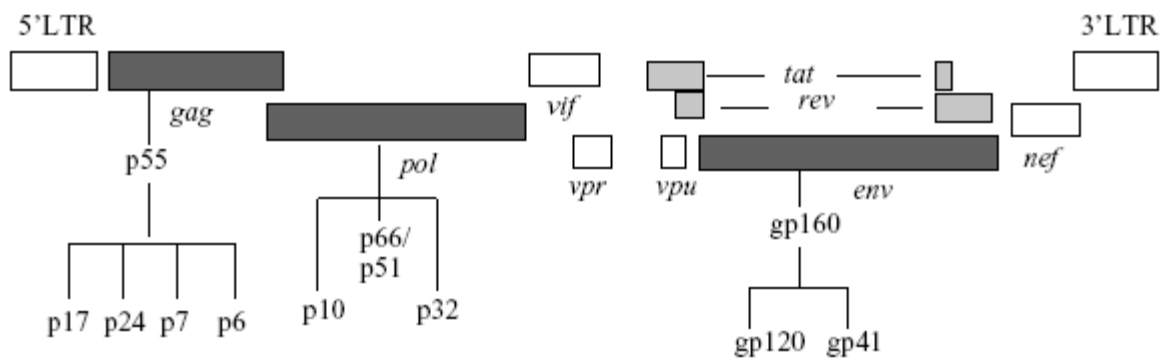 5'LTR
3'LTR
gag
vif
tat
rev
p55
pol
vpr
vpu
env
nef
gp160
p66/
p51
p17
p24
p7
p6
p10
p32
gp120
gp41